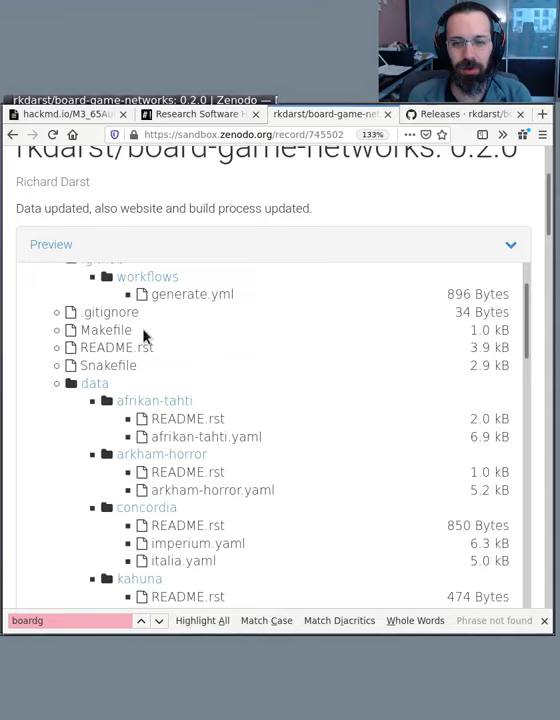 rkdarst/board-game-networks: 0.2.0 | Zenodo — [
hackmd.io/M3_65Au
Research Software H
rkdarst/board-game-net
Releases · rkdarst/bo
https://sandbox.zenodo.org/record/745502
133%
rkdarst/board-game-networks: 0.2.0
Richard Darst
Data updated, also website and build process updated.
Preview
workflows
generate.yml 896 Bytes
.gitignore 34 Bytes
Makefile 1.0 kB
README.rst 3.9 kB
Snakefile 2.9 kB
data
afrikan-tahti
README.rst 2.0 kB
afrikan-tahti.yaml 6.9 kB
arkham-horror
README.rst 1.0 kB
arkham-horror.yaml 5.2 kB
concordia
README.rst 850 Bytes
imperium.yaml 6.3 kB
italia.yaml 5.0 kB
kahuna
README.rst 474 Bytes
boardg
Highlight All
Match Case
Match Diacritics
Whole Words
Phrase not found